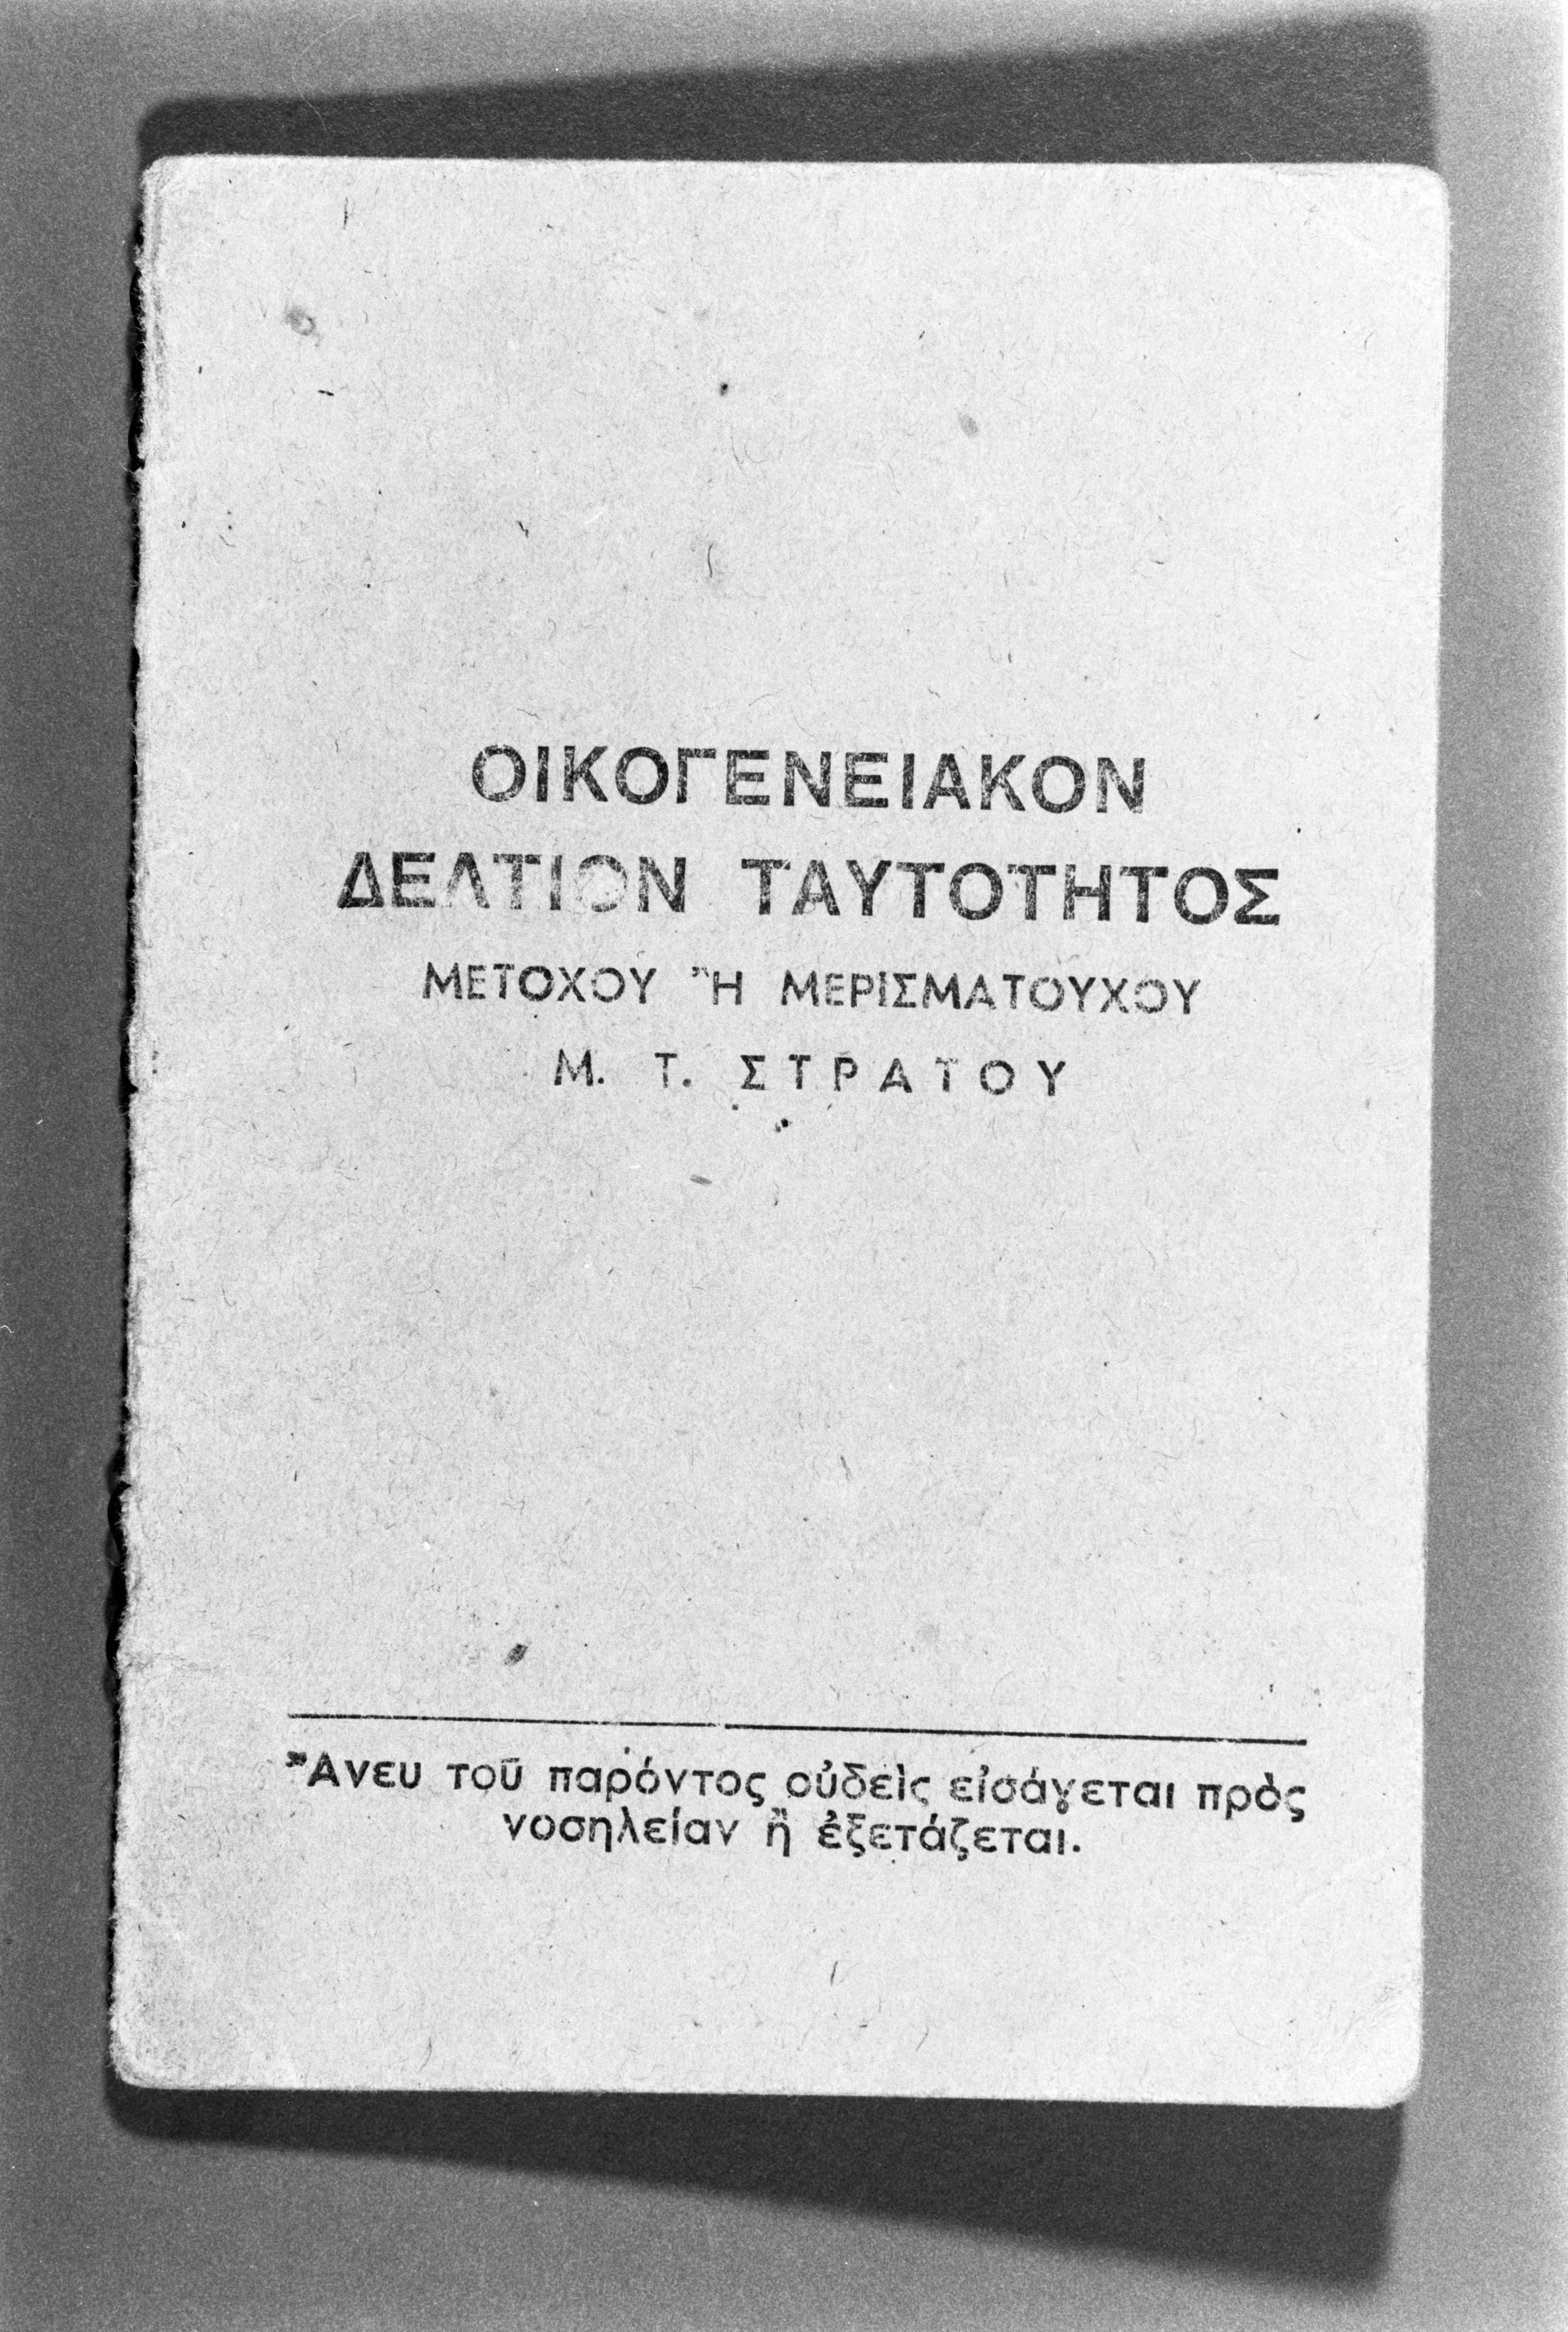 ΟΙΚΟΓΕΝΕΙΑΚΟΝ
ΔΕΛΤΙΟΝ ΤΑΥΤΟΤΗΤΟΣ
ΜΕΤΟΧΟΥ Ἢ ΜΕΡΙΣΜΑΤΟΥΧΟΥ
Μ. Τ. ΣΤΡΑΤΟΥ
Ἄνευ τοῦ παρόντος οὐδεὶς εἰσάγεται πρὸς
νοσηλείαν ἢ ἐξετάζεται.